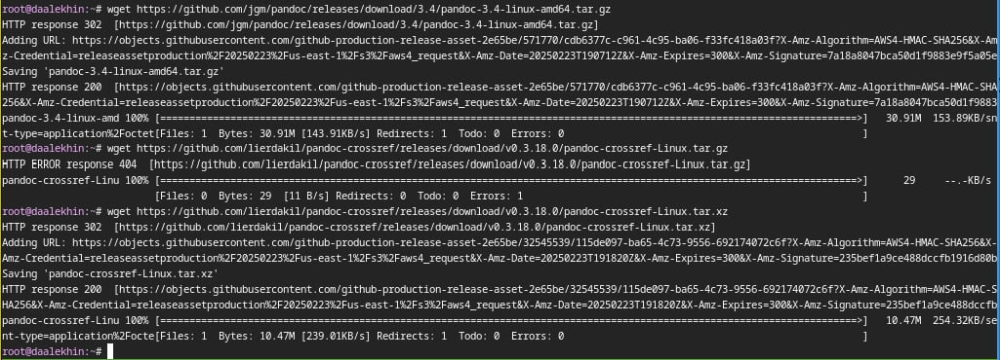 root@daalekhin:~# wget https://github.com/jgm/pandoc/releases/download/3.4/pandoc-3.4-linux-amd64.tar.gz
HTTP response 302  [https://github.com/jgm/pandoc/releases/download/3.4/pandoc-3.4-linux-amd64.tar.gz]
Adding URL: https://objects.githubusercontent.com/github-production-release-asset-2e65be/571770/cdb6377c-c961-4c95-ba06-f33fc418a03f?X-Amz-Algorithm=AWS4-HMAC-SHA256&X-Am
z-Credential=releaseassetproduction%2F20250223%2Fus-east-1%2Fs3%2Faws4_request&X-Amz-Date=20250223T190712Z&X-Amz-Expires=300&X-Amz-Signature=7a18a8047bca50d1f9883e9f5a05e
Saving 'pandoc-3.4-linux-amd64.tar.gz'
HTTP response 200  [https://objects.githubusercontent.com/github-production-release-asset-2e65be/571770/cdb6377c-c961-4c95-ba06-f33fc418a03f?X-Amz-Algorithm=AWS4-HMAC-SHA
256&X-Amz-Credential=releaseassetproduction%2F20250223%2Fus-east-1%2Fs3%2Faws4_request&X-Amz-Date=20250223T190712Z&X-Amz-Expires=300&X-Amz-Signature=7a18a8047bca50d1f9883
pandoc-3.4-linux-amd 100% [=============================================================================================>]   30.91M  153.89KB/sn
nt-type=application%2Foctet[Files: 1  Bytes: 30.91M [143.91KB/s] Redirects: 1  Todo: 0  Errors: 0                                                   ]
root@daalekhin:~# wget https://github.com/lierdakil/pandoc-crossref/releases/download/v0.3.18.0/pandoc-crossref-Linux.tar.gz
HTTP ERROR response 404  [https://github.com/lierdakil/pandoc-crossref/releases/download/v0.3.18.0/pandoc-crossref-Linux.tar.gz]
pandoc-crossref-Linu 100% [=============================================================================================>]      29     --.-KB/s
                          [Files: 0  Bytes: 29  [11 B/s] Redirects: 0  Todo: 0  Errors: 1                                                   ]
root@daalekhin:~# wget https://github.com/lierdakil/pandoc-crossref/releases/download/v0.3.18.0/pandoc-crossref-Linux.tar.xz
HTTP response 302  [https://github.com/lierdakil/pandoc-crossref/releases/download/v0.3.18.0/pandoc-crossref-Linux.tar.xz]
Adding URL: https://objects.githubusercontent.com/github-production-release-asset-2e65be/32545539/115de097-ba65-4c73-9556-692174072c6f?X-Amz-Algorithm=AWS4-HMAC-SHA256&X-
Amz-Credential=releaseassetproduction%2F20250223%2Fus-east-1%2Fs3%2Faws4_request&X-Amz-Date=20250223T191820Z&X-Amz-Expires=300&X-Amz-Signature=235bef1a9ce488dccfb1916d80b
Saving 'pandoc-crossref-Linux.tar.xz'
HTTP response 200  [https://objects.githubusercontent.com/github-production-release-asset-2e65be/32545539/115de097-ba65-4c73-9556-692174072c6f?X-Amz-Algorithm=AWS4-HMAC-S
HA256&X-Amz-Credential=releaseassetproduction%2F20250223%2Fus-east-1%2Fs3%2Faws4_request&X-Amz-Date=20250223T191820Z&X-Amz-Expires=300&X-Amz-Signature=235bef1a9ce488dccfb
pandoc-crossref-Linu 100% [=============================================================================================>]   10.47M  254.32KB/se
nt-type=application%2Focte[Files: 1  Bytes: 10.47M [239.01KB/s] Redirects: 1  Todo: 0  Errors: 0                                                   ]
root@daalekhin:~#